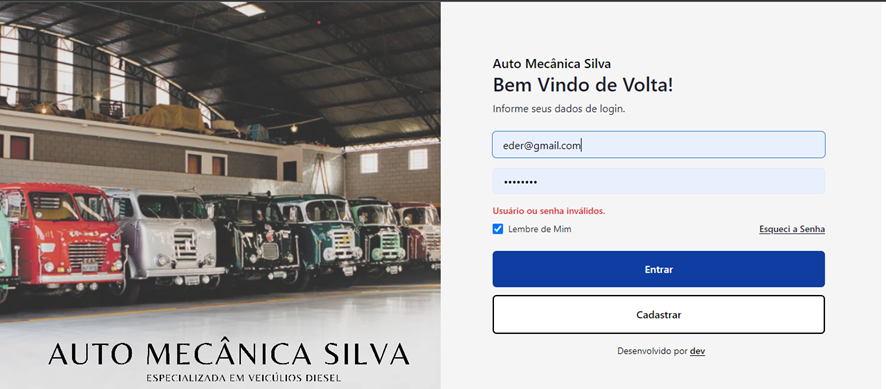 Auto Mecânica Silva
Bem Vindo de Volta!
Informe seus dados de login.
eder@gmail.com
••••••••
Usuário ou senha inválidos.
Lembre de Mim
Esqueci a Senha
Entrar
Cadastrar
Desenvolvido por dev
AUTO MECÂNICA SILVA
ESPECIALIZADA EM VEICÚLIOS DIESEL